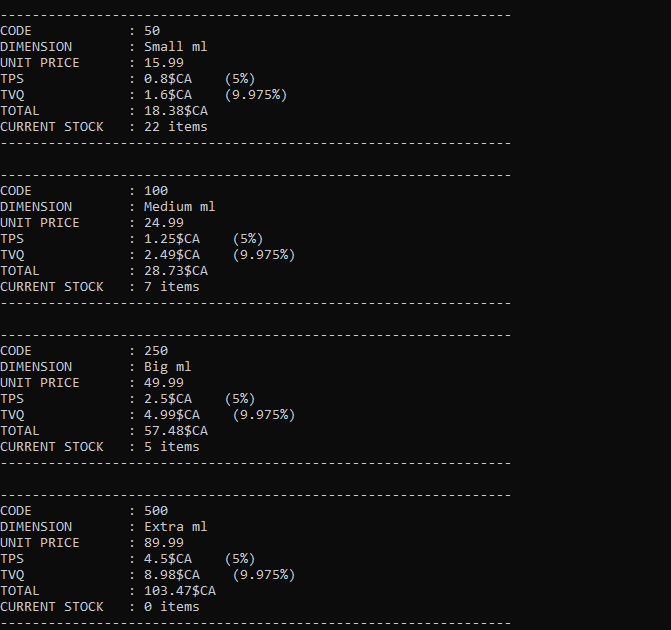 ----------------------------------------------------------------
CODE            : 50
DIMENSION       : Small ml
UNIT PRICE      : 15.99
TPS             : 0.8$CA    (5%)
TVQ             : 1.6$CA    (9.975%)
TOTAL           : 18.38$CA
CURRENT STOCK   : 22 items
----------------------------------------------------------------
----------------------------------------------------------------
CODE            : 100
DIMENSION       : Medium ml
UNIT PRICE      : 24.99
TPS             : 1.25$CA    (5%)
TVQ             : 2.49$CA    (9.975%)
TOTAL           : 28.73$CA
CURRENT STOCK   : 7 items
----------------------------------------------------------------
----------------------------------------------------------------
CODE            : 250
DIMENSION       : Big ml
UNIT PRICE      : 49.99
TPS             : 2.5$CA    (5%)
TVQ             : 4.99$CA    (9.975%)
TOTAL           : 57.48$CA
CURRENT STOCK   : 5 items
----------------------------------------------------------------
----------------------------------------------------------------
CODE            : 500
DIMENSION       : Extra ml
UNIT PRICE      : 89.99
TPS             : 4.5$CA    (5%)
TVQ             : 8.98$CA    (9.975%)
TOTAL           : 103.47$CA
CURRENT STOCK   : 0 items
----------------------------------------------------------------